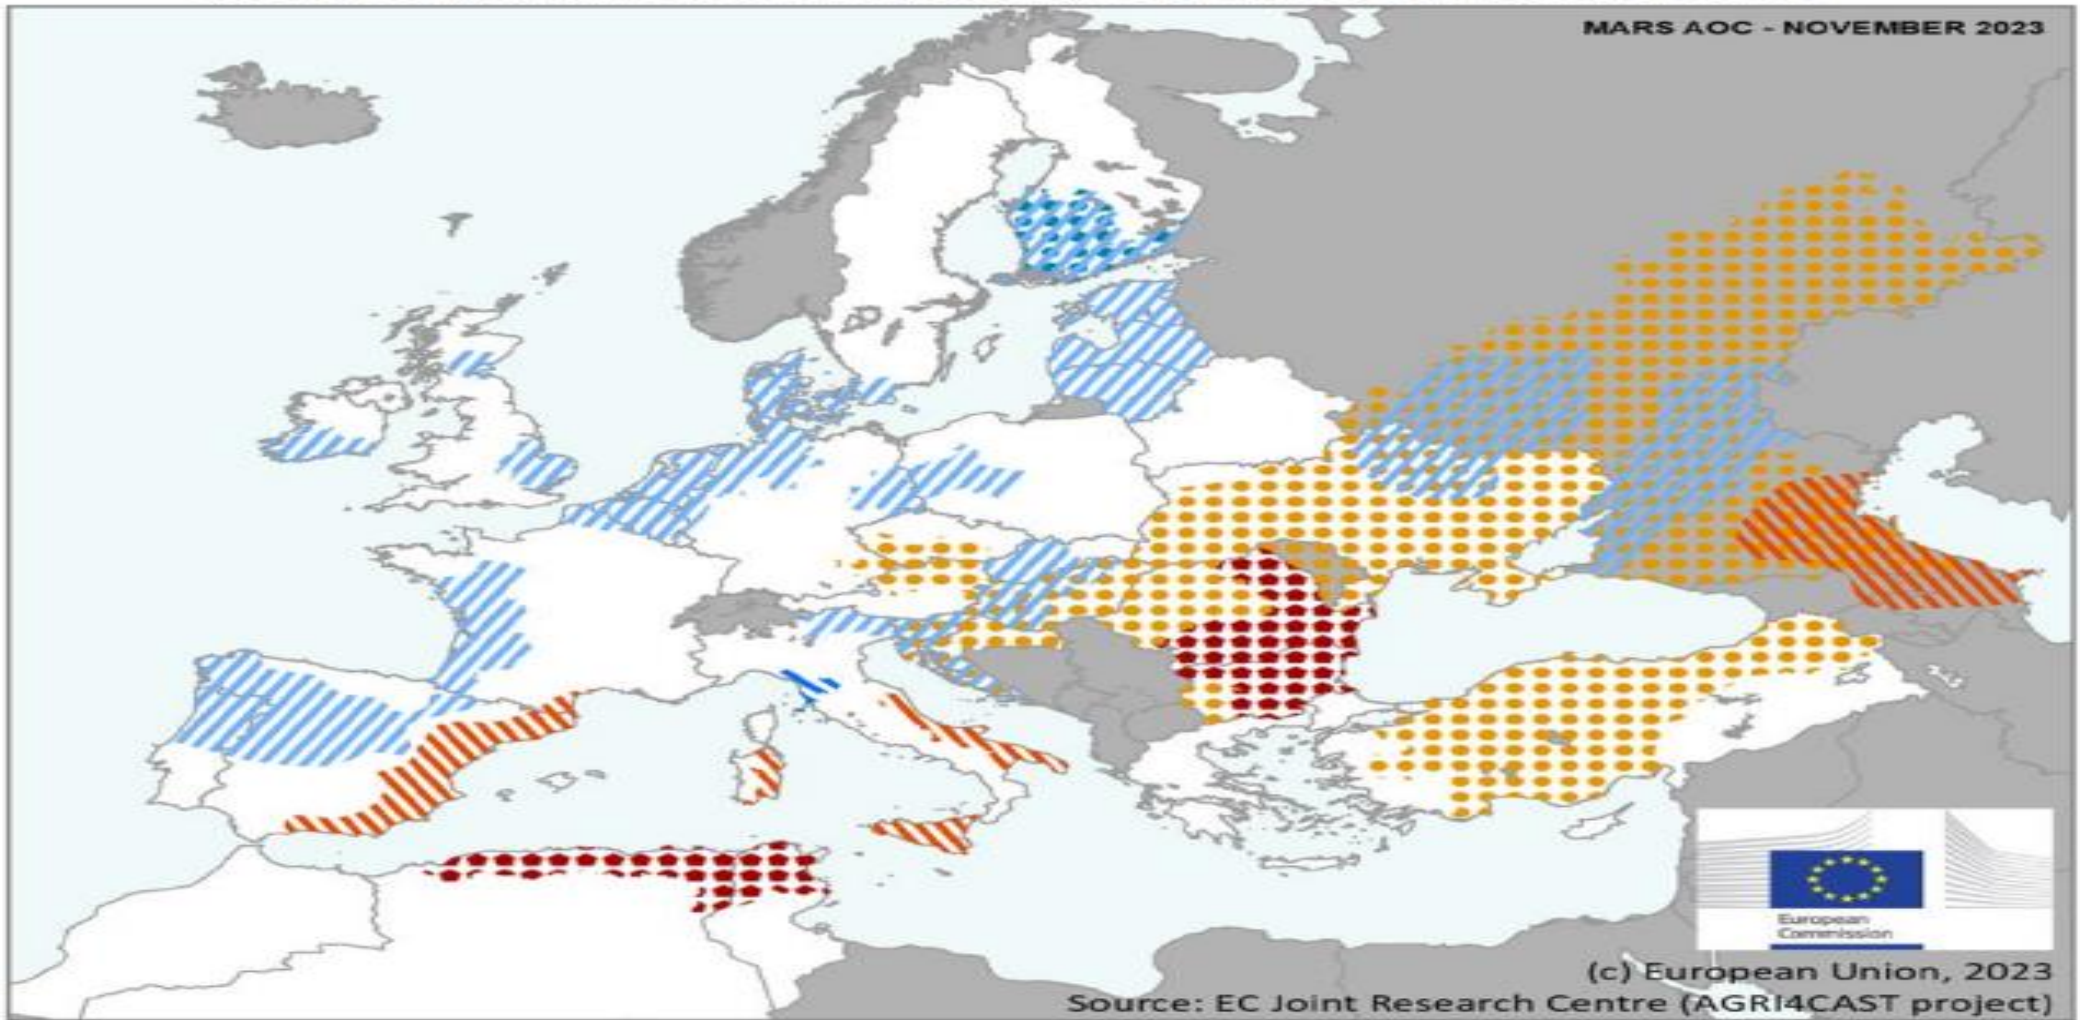 MARS AOC - NOVEMBER 2023
European
Commission
(c) European Union, 2023
Source: EC Joint Research Centre (AGRI4CAST project)